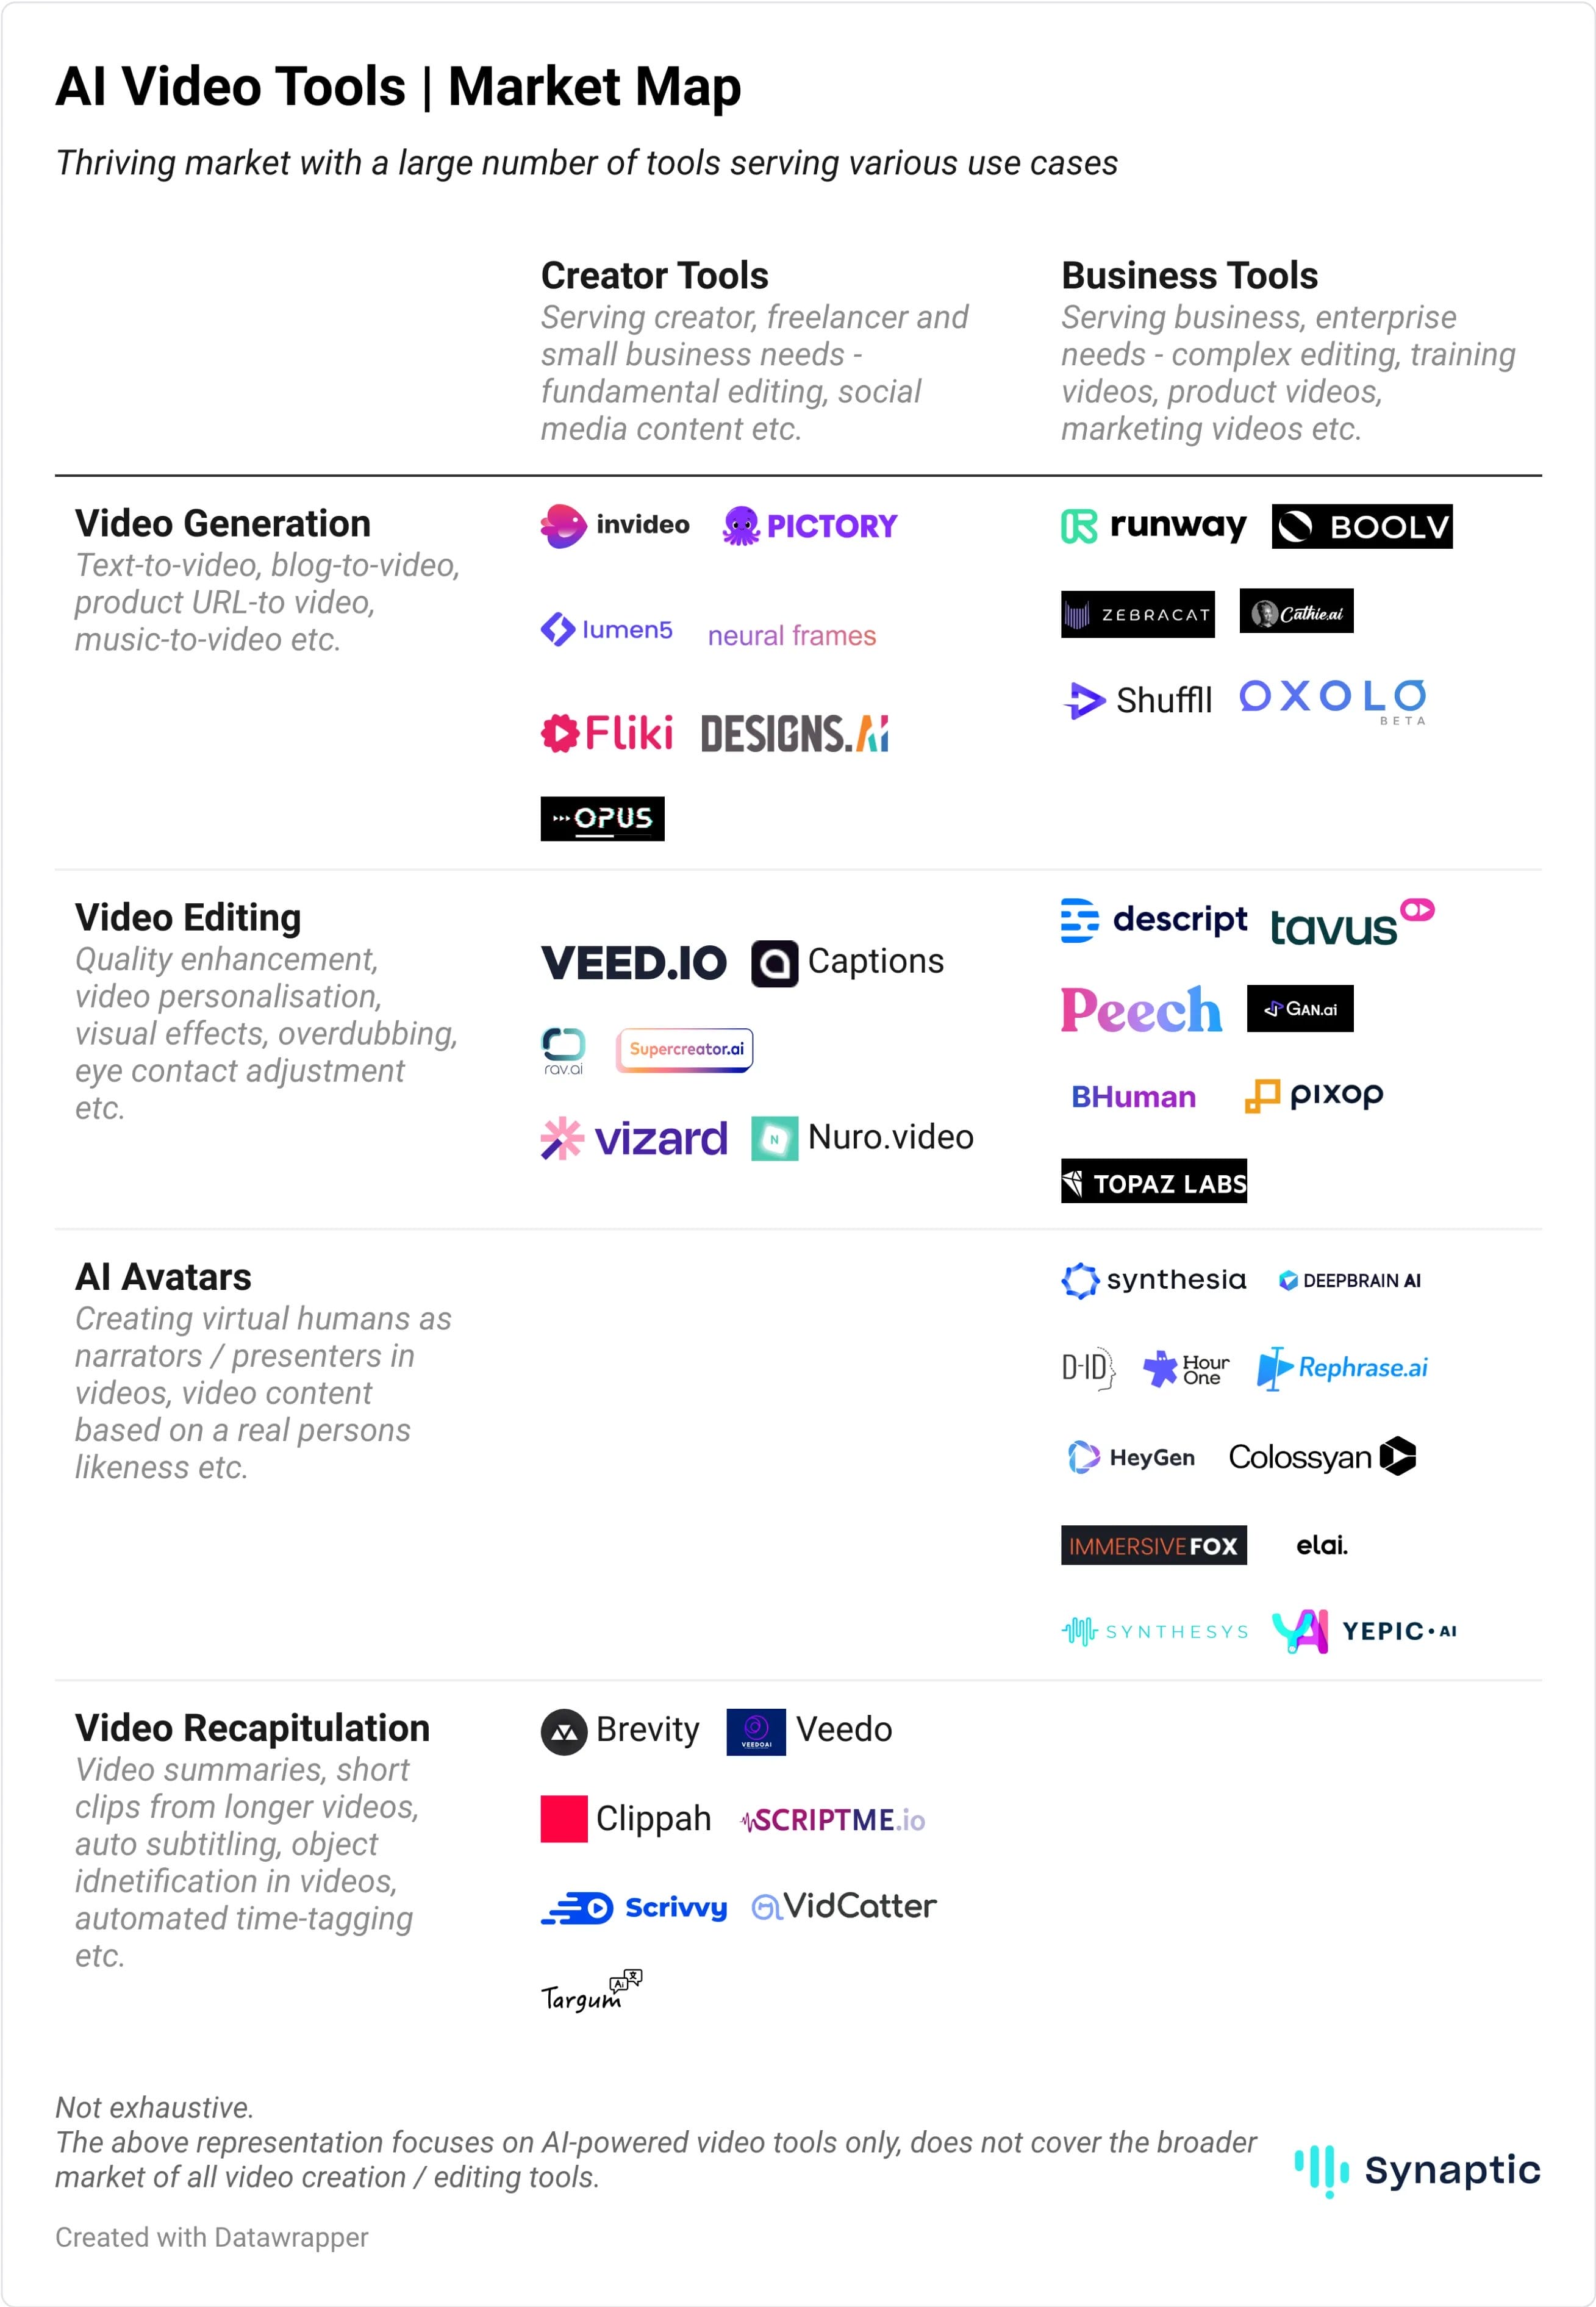 AI Video Tools | Market Map
Thriving market with a large number of tools serving various use cases
Creator Tools
Serving creator, freelancer and
small business needs -
fundamental editing, social
media content etc.
Business Tools
Serving business, enterprise
needs - complex editing, training
videos, product videos,
marketing videos etc.
Video Generation
Text-to-video, blog-to-video,
product URL-to video,
music-to-video etc.
invideo PICTORY
lumen5 neural frames
Fliki DESIGNS.AI
OPUS
runway BOOLV
ZEBRACAT Cathie.ai
Shuffll OXOLO
BETA
Video Editing
Quality enhancement,
video personalisation,
visual effects, overdubbing,
eye contact adjustment
etc.
VEED.IO Captions
rav.ai Supercreator.ai
vizard N Nuro.video
descript tavus
Peech GAN.ai
BHuman pixop
TOPAZ LABS
AI Avatars
Creating virtual humans as
narrators / presenters in
videos, video content
based on a real persons
likeness etc.
synthesia DEEPBRAIN AI
D-ID Hour One Rephrase.ai
HeyGen Colossyan
IMMERSIVEFOX elai.
SYNTHESYS YEPIC•AI
Video Recapitulation
Video summaries, short
clips from longer videos,
auto subtitling, object
idnetification in videos,
automated time-tagging
etc.
Brevity VEEDOAI Veedo
Clippah SCRIPTME.io
Scrivvy VidCatter
Targum Ai 文
Not exhaustive.
The above representation focuses on AI-powered video tools only, does not cover the broader
market of all video creation / editing tools.
Synaptic
Created with Datawrapper